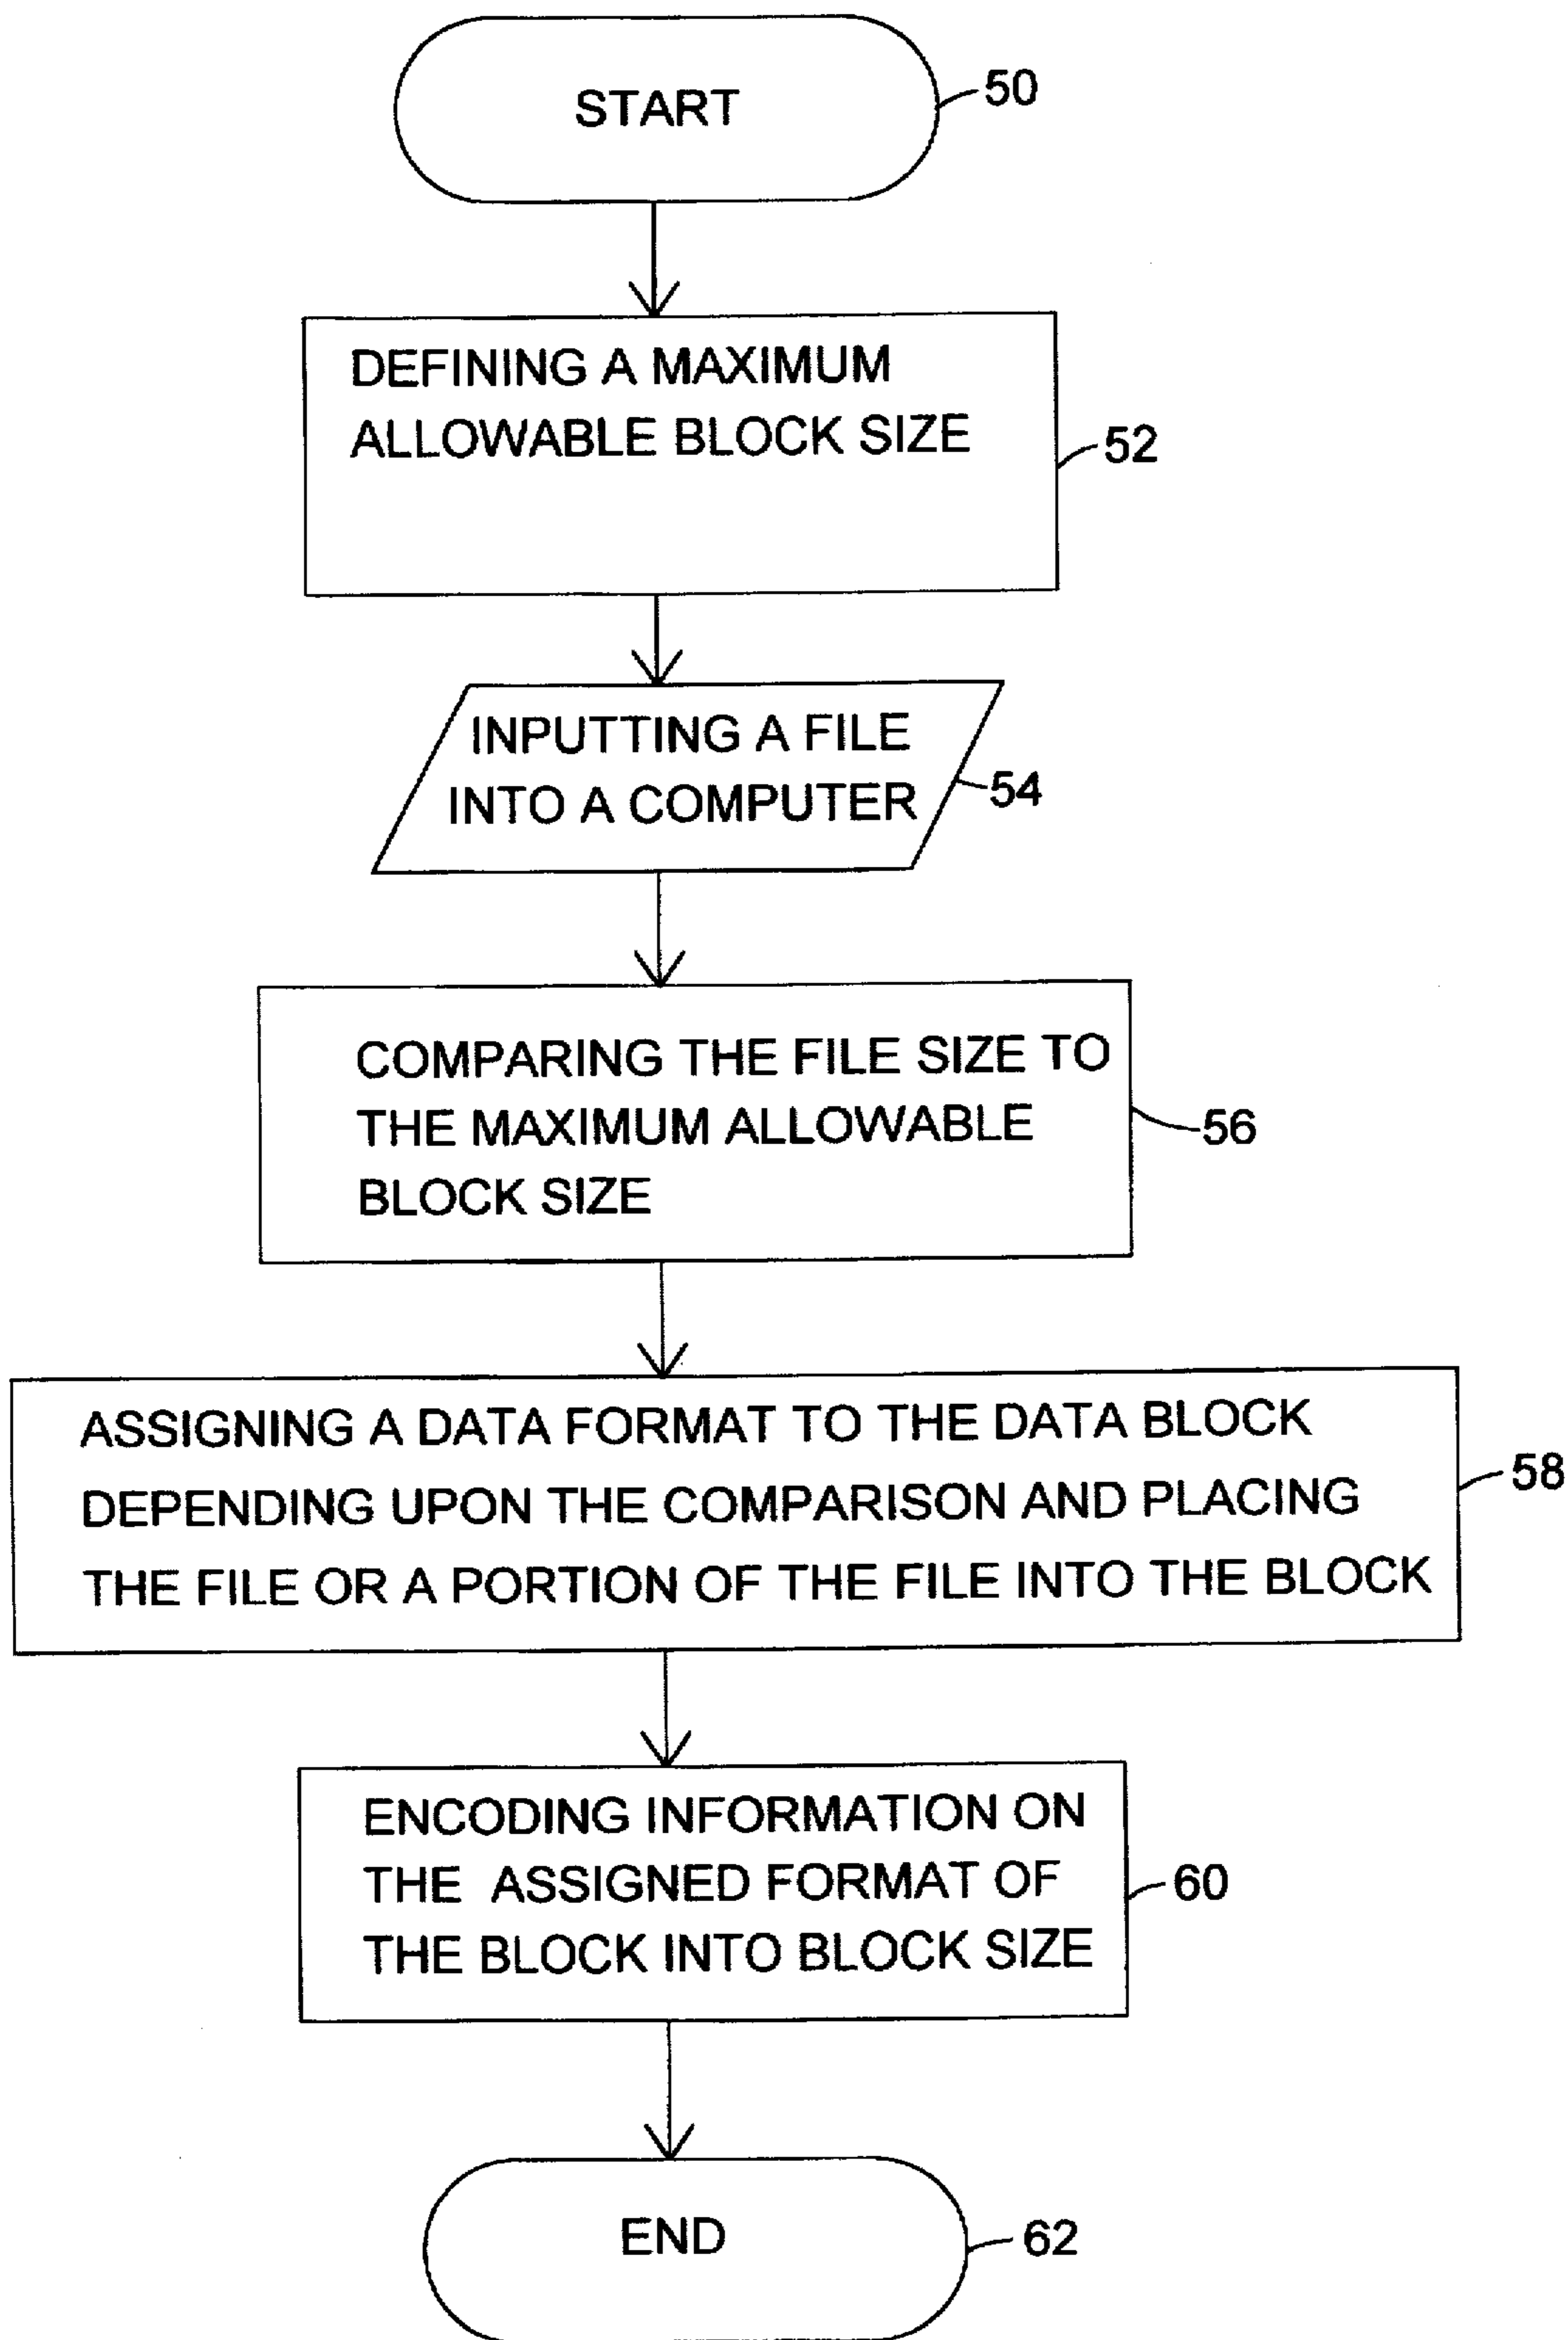 START
50
DEFINING A MAXIMUM
ALLOWABLE BLOCK SIZE
52
INPUTTING A FILE
INTO A COMPUTER
54
COMPARING THE FILE SIZE TO
THE MAXIMUM ALLOWABLE
BLOCK SIZE
56
ASSIGNING A DATA FORMAT TO THE DATA BLOCK
DEPENDING UPON THE COMPARISON AND PLACING
THE FILE OR A PORTION OF THE FILE INTO THE BLOCK
58
ENCODING INFORMATION ON
THE ASSIGNED FORMAT OF
THE BLOCK INTO BLOCK SIZE
60
END
62